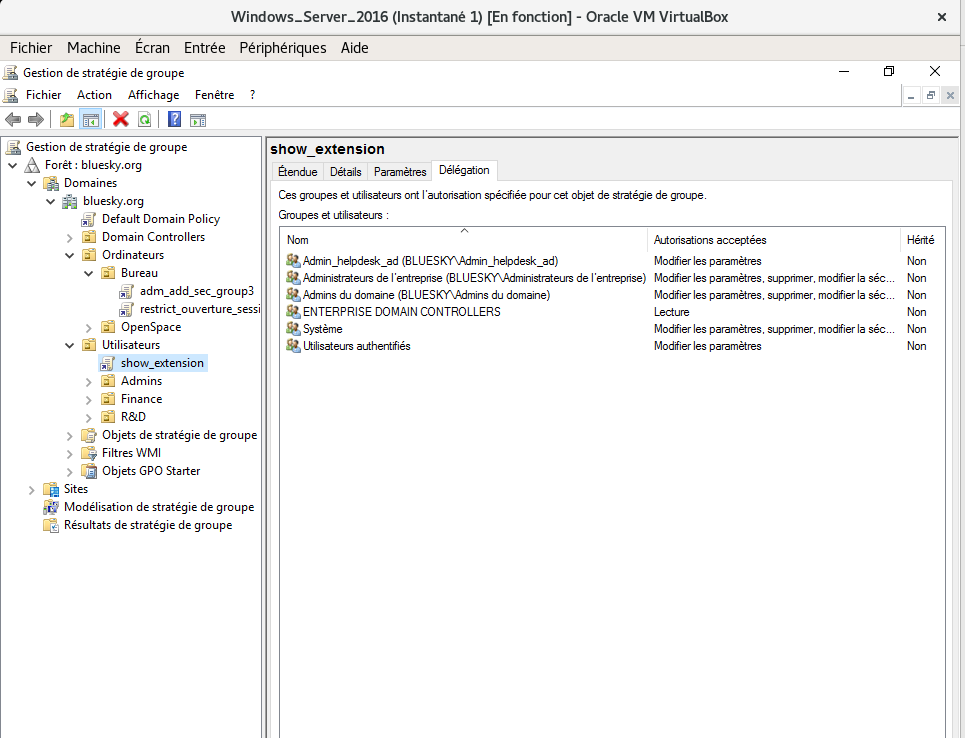 Windows_Server_2016 (Instantané 1) [En fonction] - Oracle VM VirtualBox
Fichier Machine Écran Entrée Périphériques Aide
Gestion de stratégie de groupe
Fichier Action Affichage Fenêtre ?
Gestion de stratégie de groupe
Forêt : bluesky.org
Domaines
bluesky.org
Default Domain Policy
Domain Controllers
Ordinateurs
Bureau
adm_add_sec_group3
restrict_ouverture_sessi
OpenSpace
Utilisateurs
show_extension
Admins
Finance
R&D
Objets de stratégie de groupe
Filtres WMI
Objets GPO Starter
Sites
Modélisation de stratégie de groupe
Résultats de stratégie de groupe
show_extension
Étendue Détails Paramètres Délégation
Ces groupes et utilisateurs ont l'autorisation spécifiée pour cet objet de stratégie de groupe.
Groupes et utilisateurs :
Nom Autorisations acceptées Hérité
Admin_helpdesk_ad (BLUESKY\Admin_helpdesk_ad) Modifier les paramètres Non
Administrateurs de l'entreprise (BLUESKY\Administrateurs de l'entreprise) Modifier les paramètres, supprimer, modifier la séc... Non
Admins du domaine (BLUESKY\Admins du domaine) Modifier les paramètres, supprimer, modifier la séc... Non
ENTERPRISE DOMAIN CONTROLLERS Lecture Non
Système Modifier les paramètres, supprimer, modifier la séc... Non
Utilisateurs authentifiés Modifier les paramètres Non